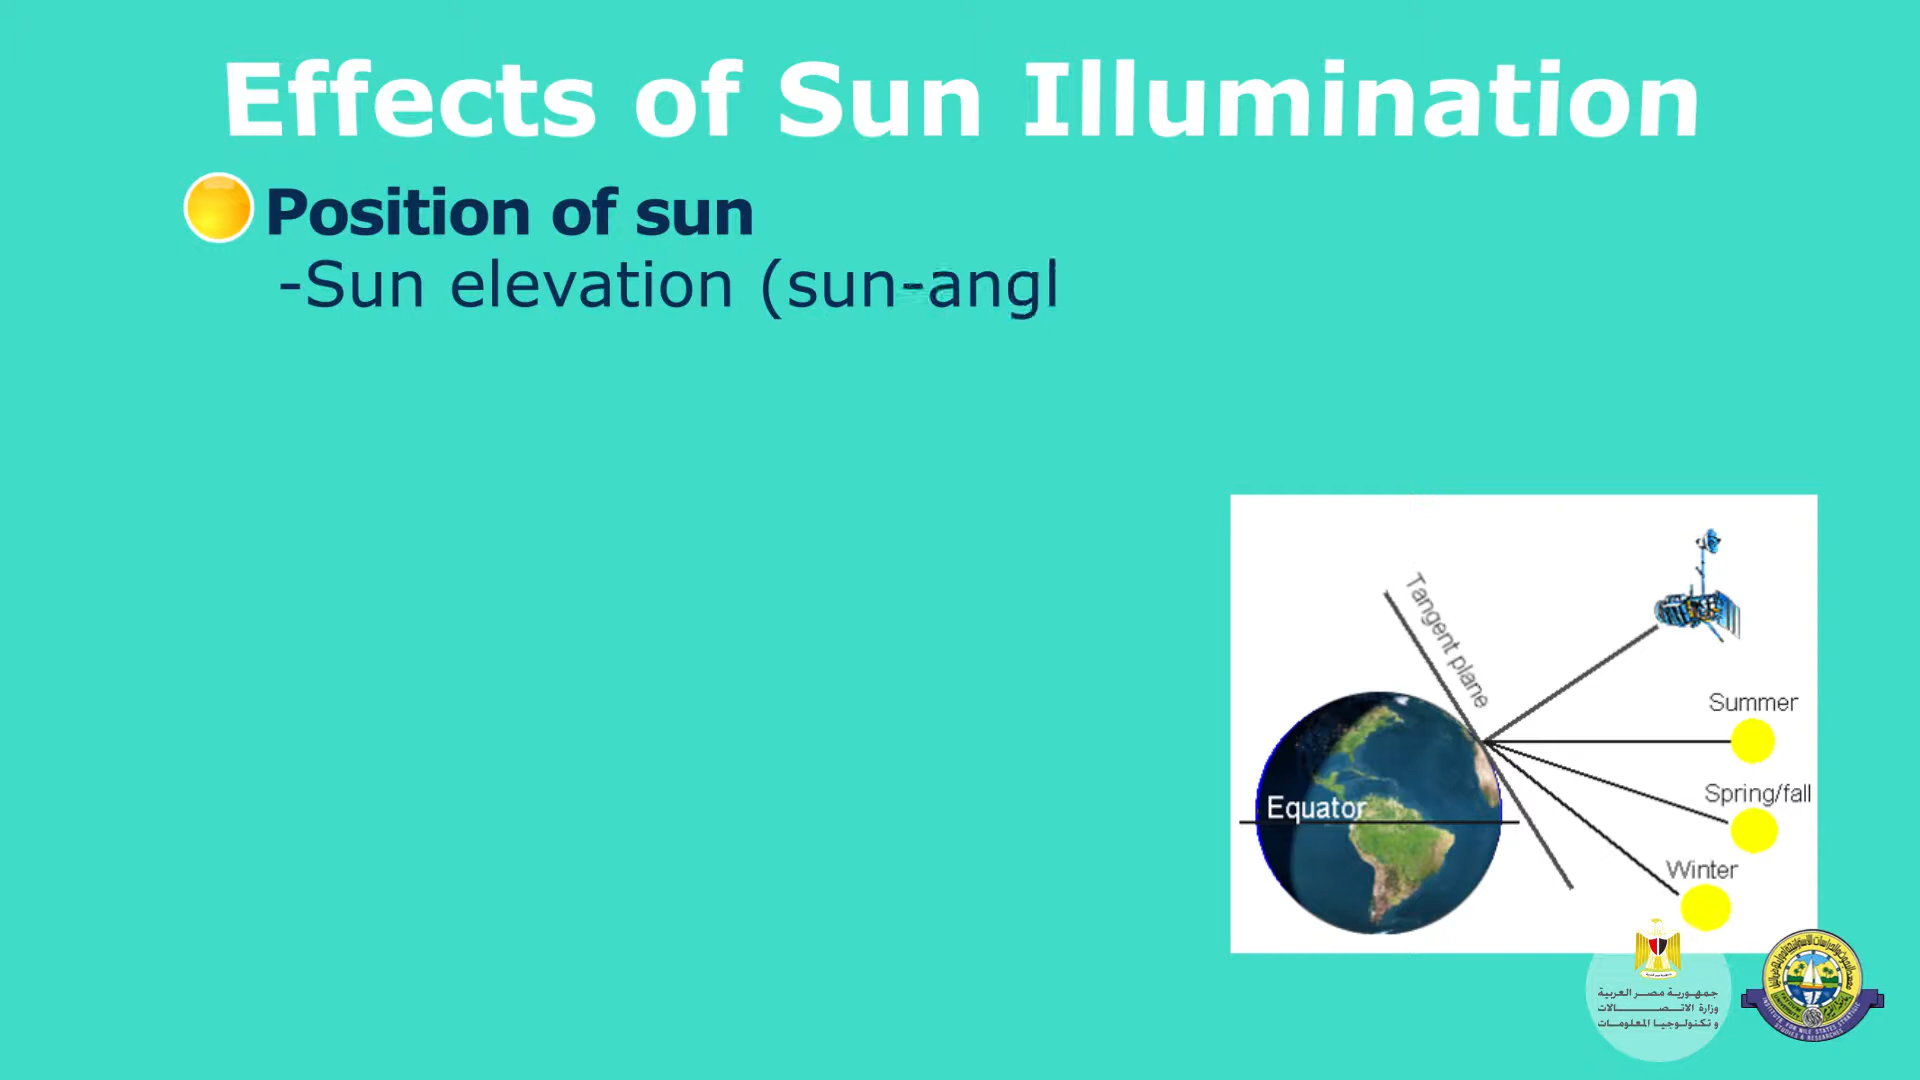 Effects of Sun Illumination
Position of sun
-Sun elevation (sun-angl
Tangent plane
Summer
Spring/fall
Equator
Winter
جمهورية مصر العربية
وزارة الاتصالات
و تكنولوجيا المعلومات